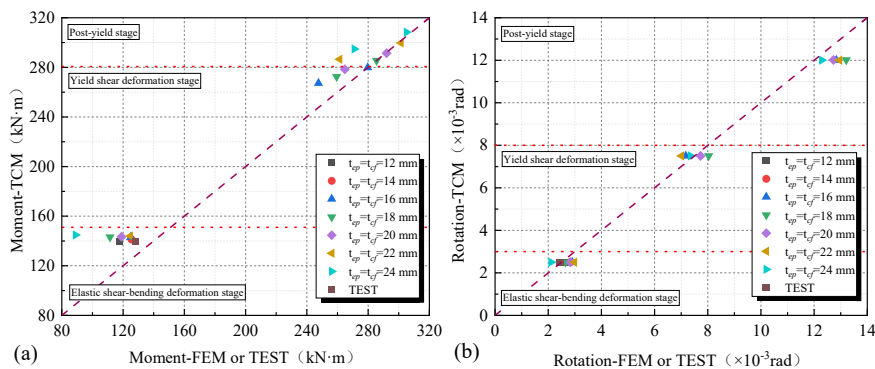 (a)
Moment-TCM (kN·m)
320
280
240
200
160
120
80
Post-yield stage
Yield shear deformation stage
Elastic shear-bending deformation stage
t_ep=t_cf= 12 mm
t_ep=t_cf= 14 mm
t_ep=t_cf= 16 mm
t_ep=t_cf= 18 mm
t_ep=t_cf= 20 mm
t_ep=t_cf= 22 mm
t_ep=t_cf= 24 mm
TEST
80 120 160 200 240 280 320
Moment-FEM or TEST (kN·m)
(b)
Rotation-TCM (×10⁻³rad)
14
12
10
8
6
4
2
0
Post-yield stage
Yield shear deformation stage
Elastic shear-bending deformation stage
t_ep=t_cf= 12 mm
t_ep=t_cf= 14 mm
t_ep=t_cf= 16 mm
t_ep=t_cf= 18 mm
t_ep=t_cf= 20 mm
t_ep=t_cf= 22 mm
t_ep=t_cf= 24 mm
TEST
0 2 4 6 8 10 12 14
Rotation-FEM or TEST (×10⁻³rad)